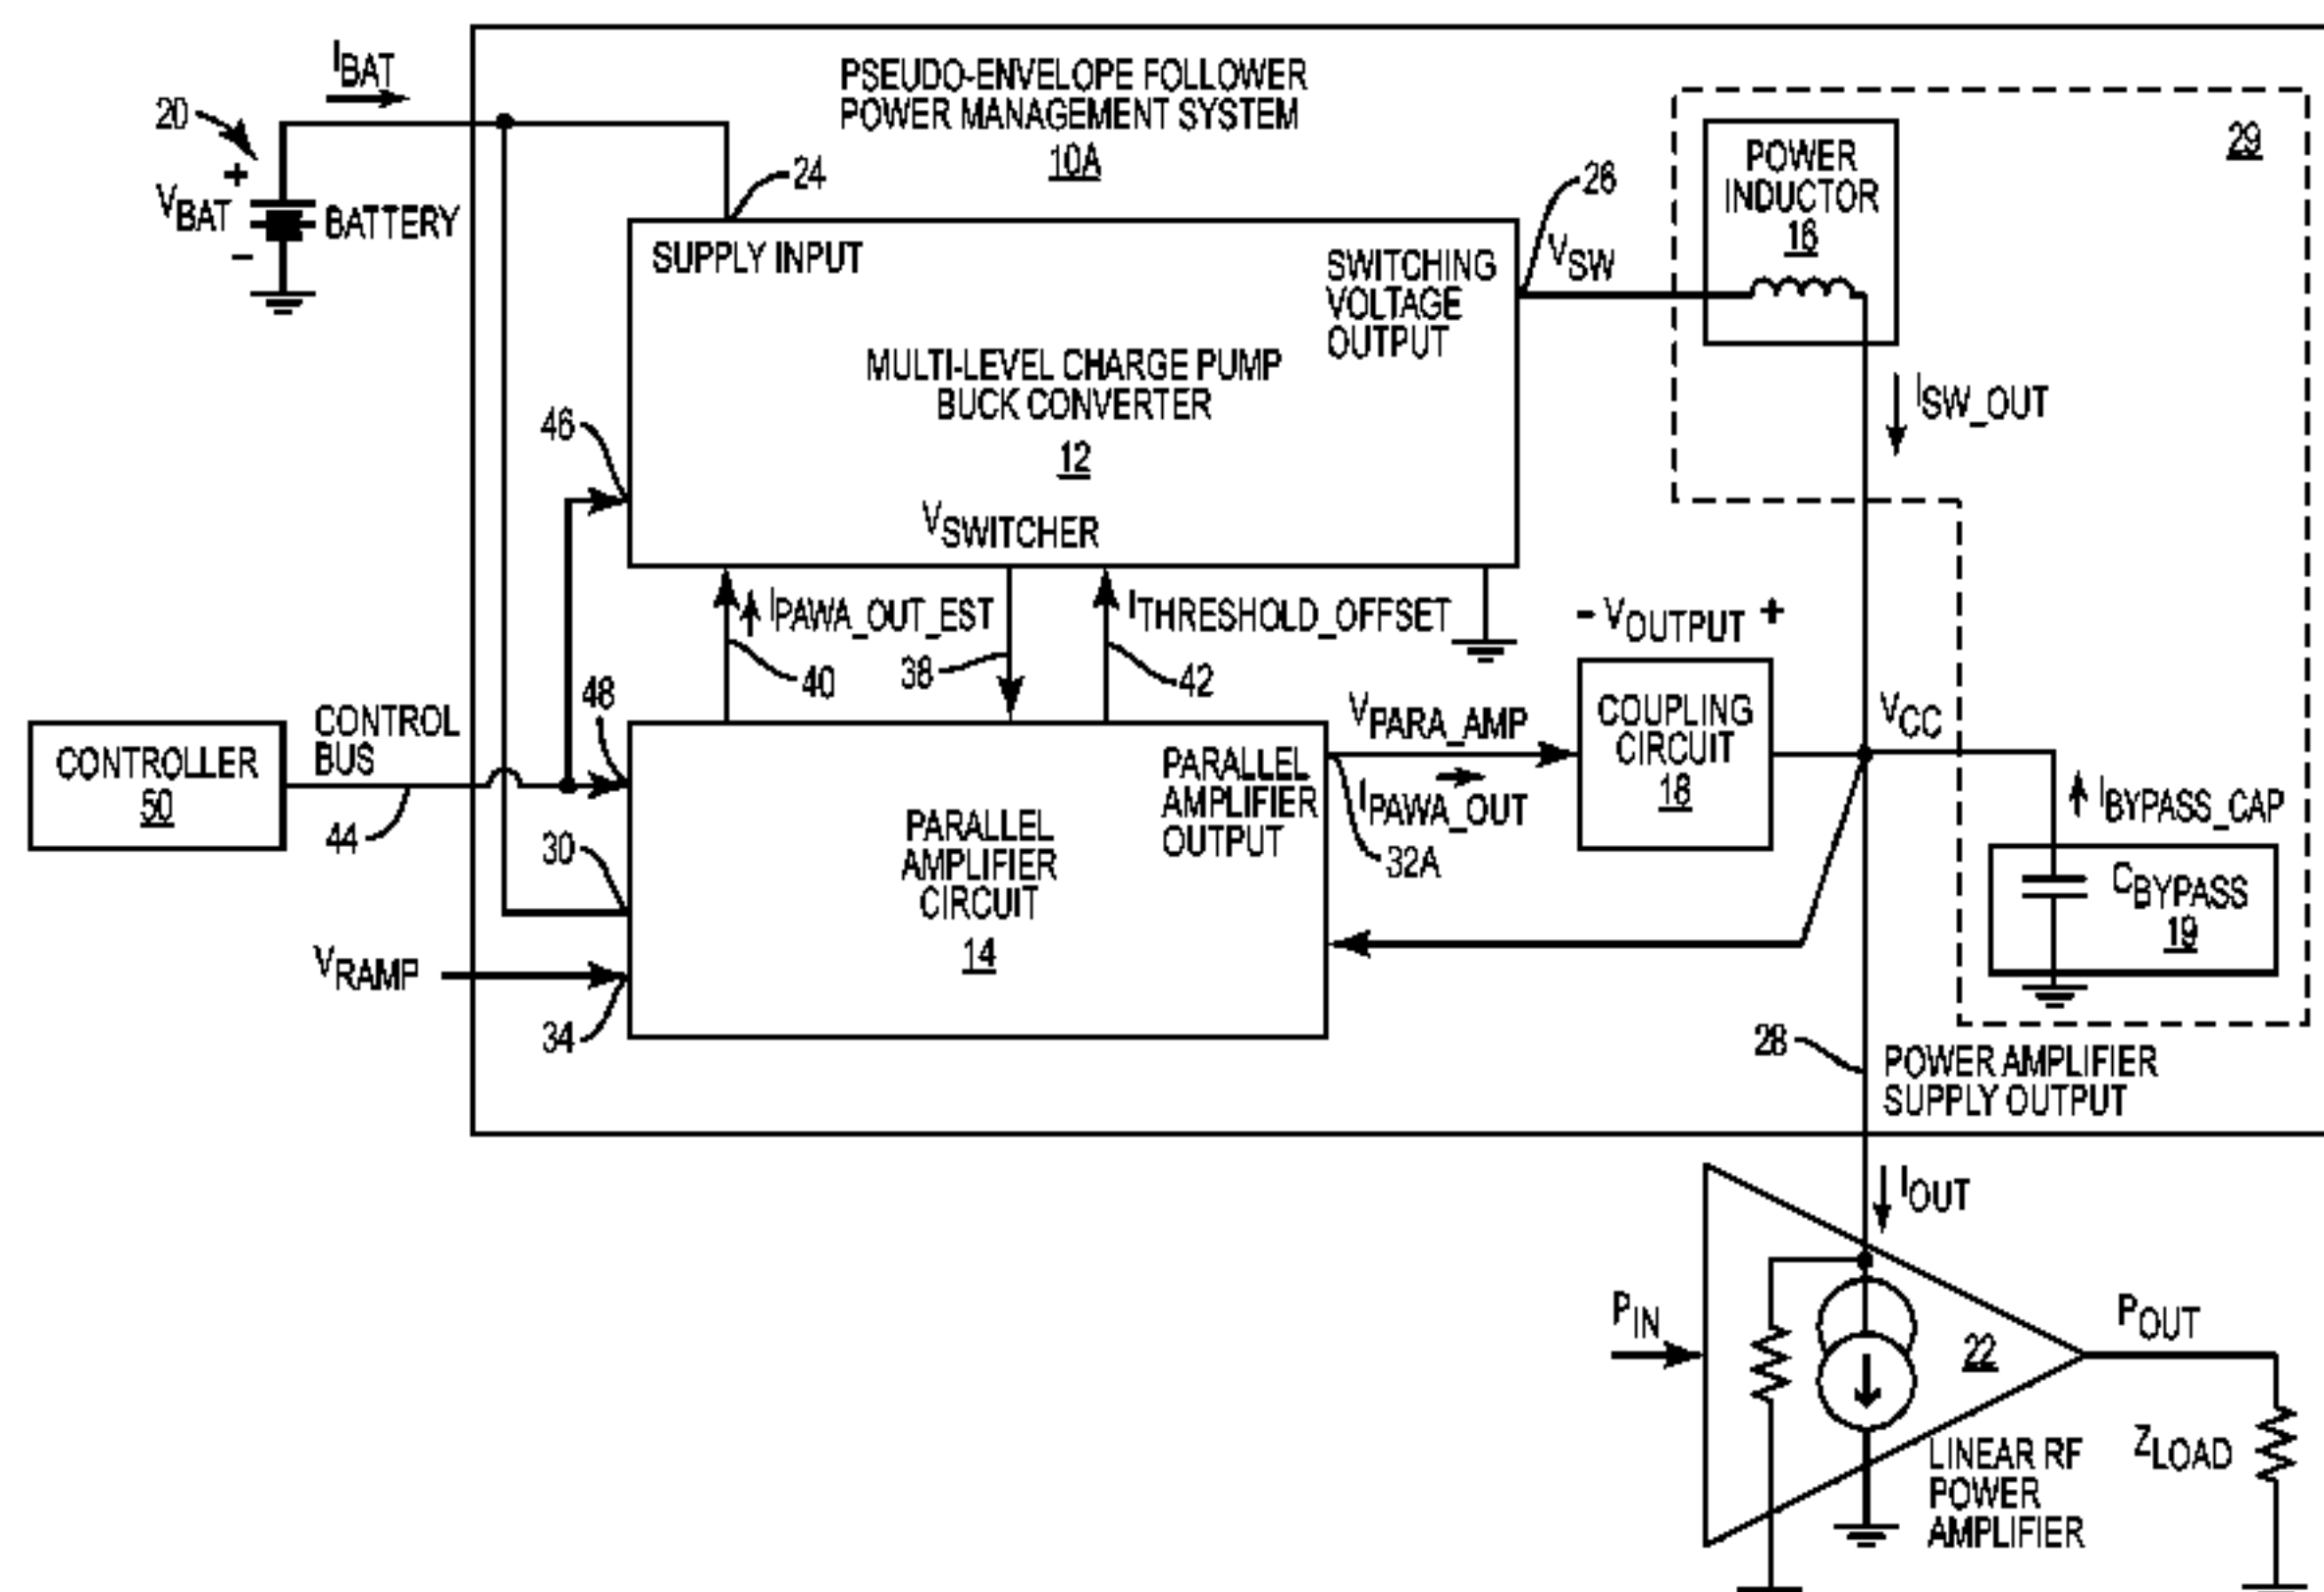 I_BAT
PSEUDO-ENVELOPE FOLLOWER
POWER MANAGEMENT SYSTEM
10A
20
+
V_BAT
BATTERY
-
24
26
29
POWER
INDUCTOR
16
SUPPLY INPUT
V_SW
SWITCHING
VOLTAGE
OUTPUT
MULTI-LEVEL CHARGE PUMP
BUCK CONVERTER
12
46
I_SW_OUT
V_SWITCHER
I_PAWA_OUT_EST
I_THRESHOLD_OFFSET
- V_OUTPUT +
40
38
42
48
CONTROL
BUS
CONTROLLER
50
44
V_PARA_AMP
COUPLING
CIRCUIT
18
V_CC
PARALLEL
AMPLIFIER
OUTPUT
I_PAWA_OUT
32A
I_BYPASS_CAP
30
PARALLEL
AMPLIFIER
CIRCUIT
14
C_BYPASS
19
V_RAMP
34
28
POWER AMPLIFIER
SUPPLY OUTPUT
I_OUT
P_IN
22
P_OUT
LINEAR RF
POWER
AMPLIFIER
Z_LOAD